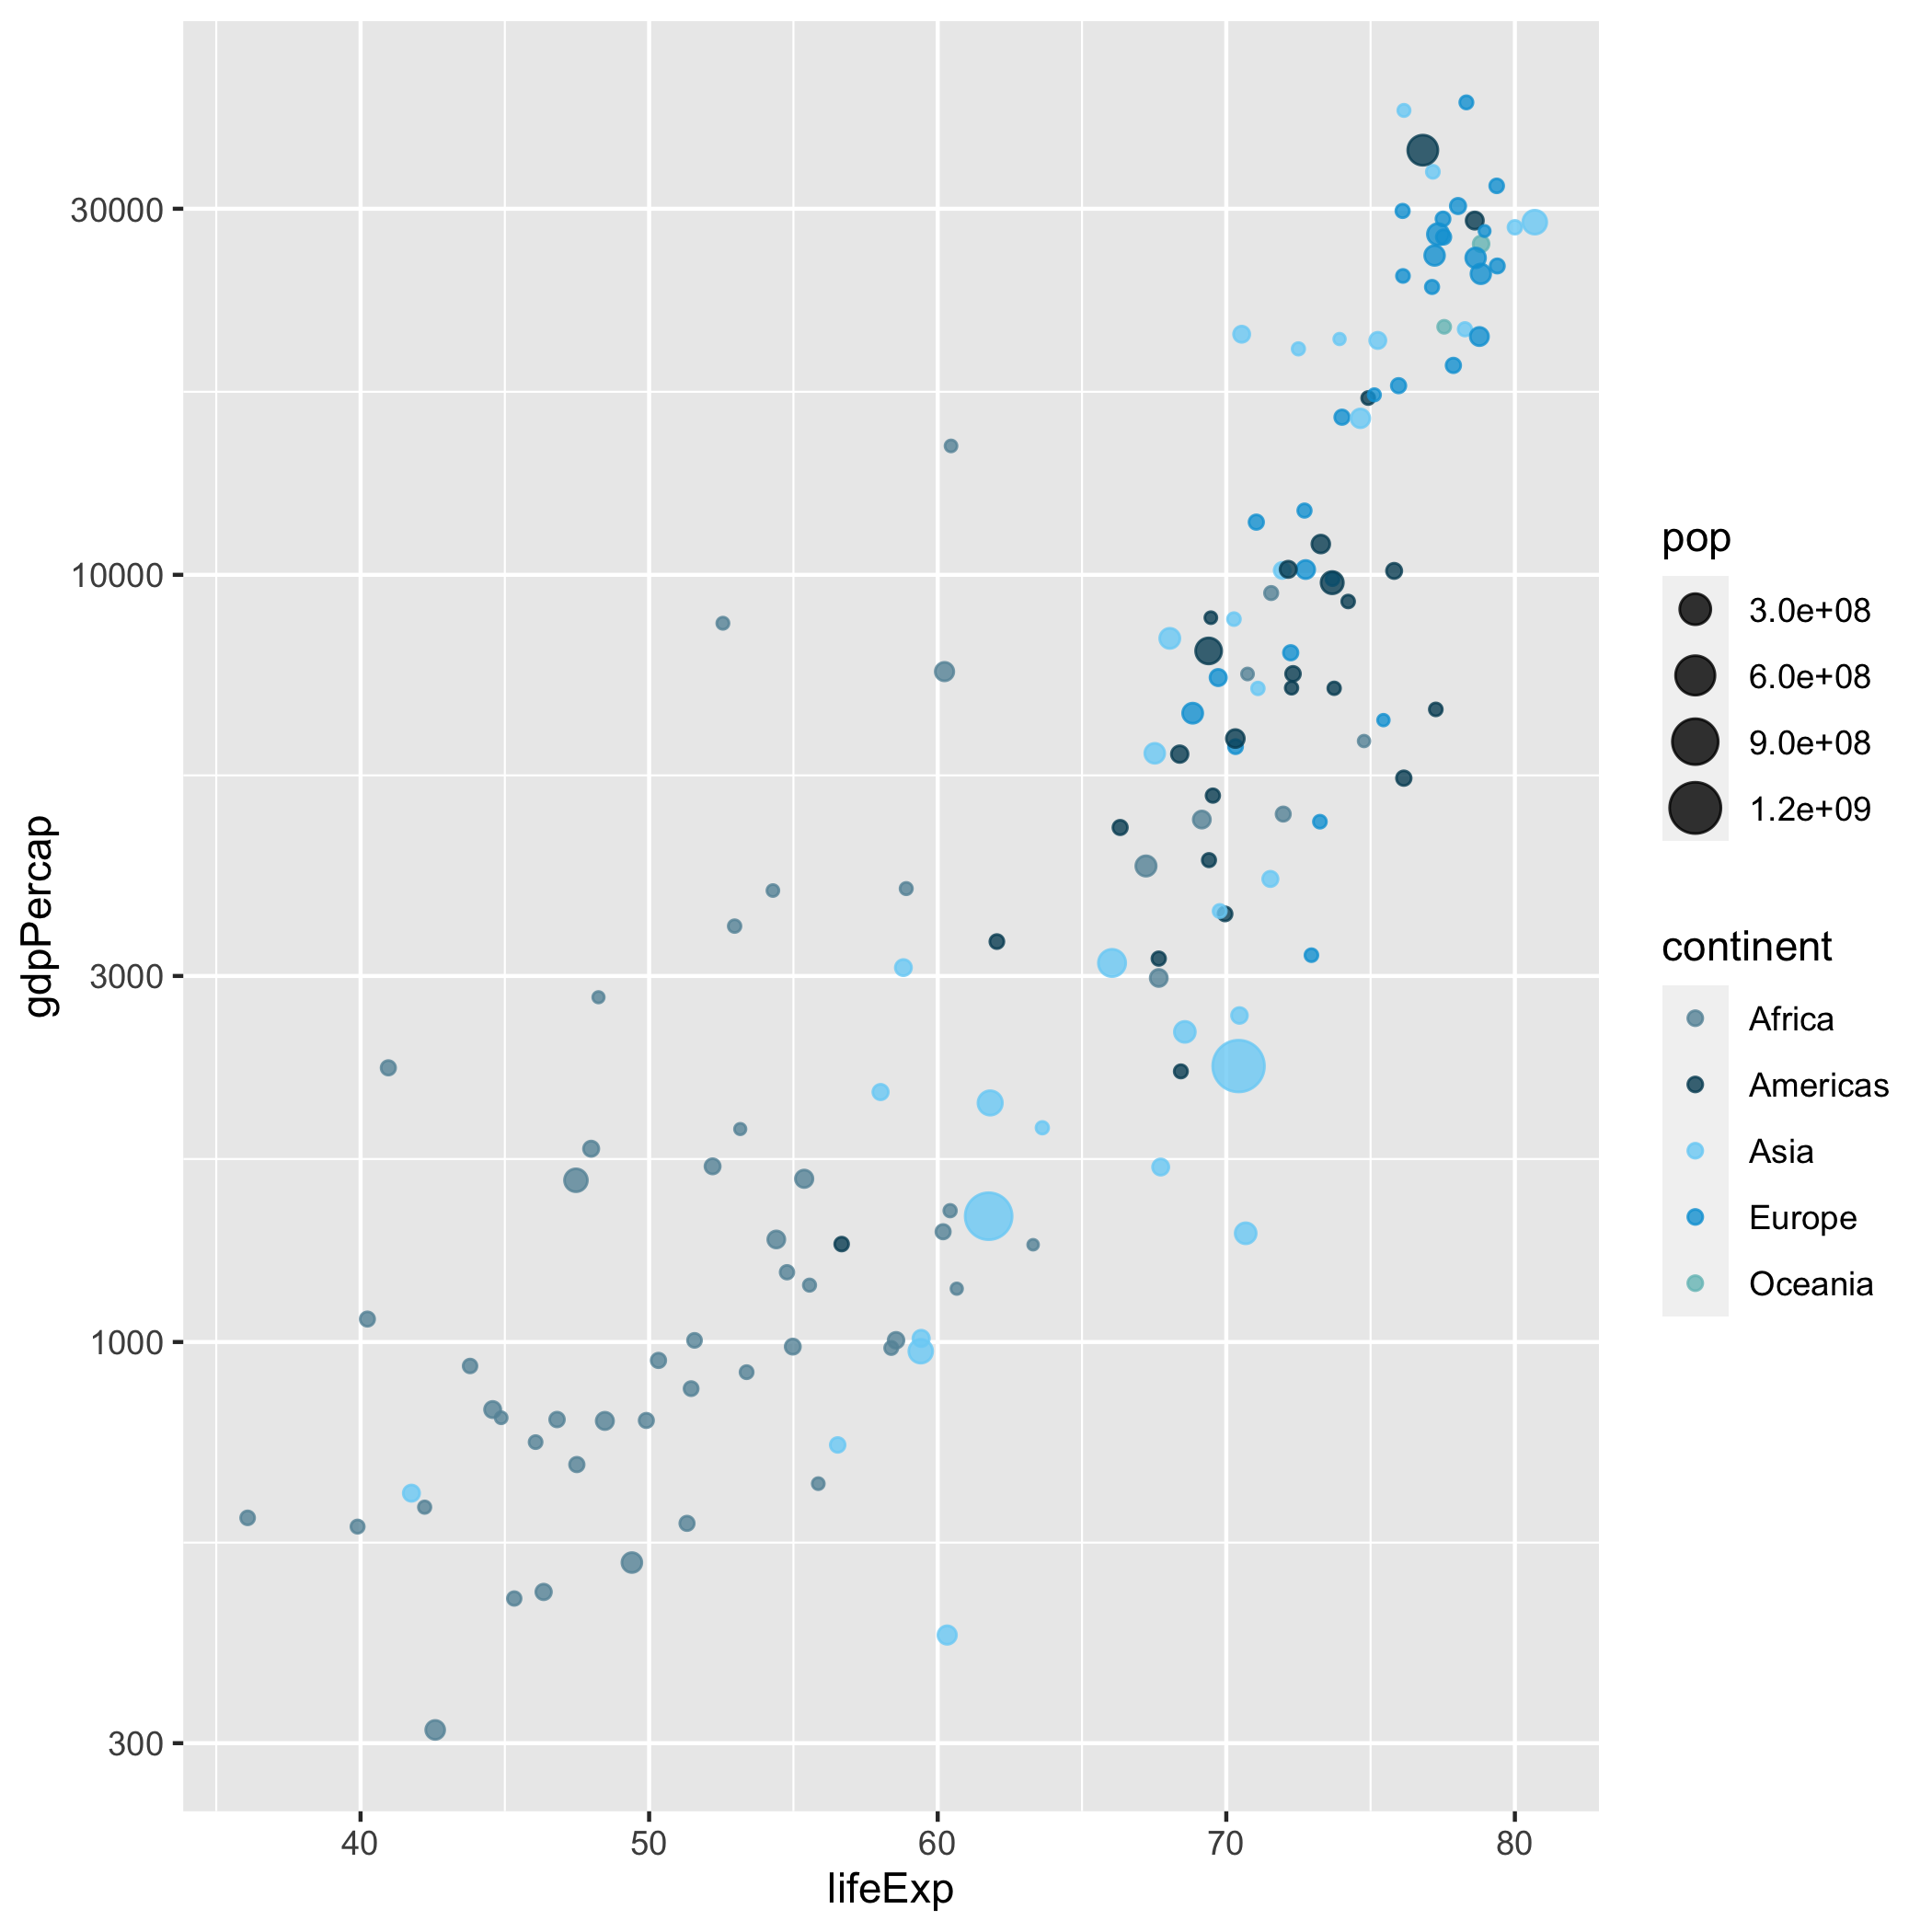 30000
10000
3000
1000
300
gdpPercap
40 50 60 70 80
lifeExp
pop
3.0e+08
6.0e+08
9.0e+08
1.2e+09
continent
Africa
Americas
Asia
Europe
Oceania